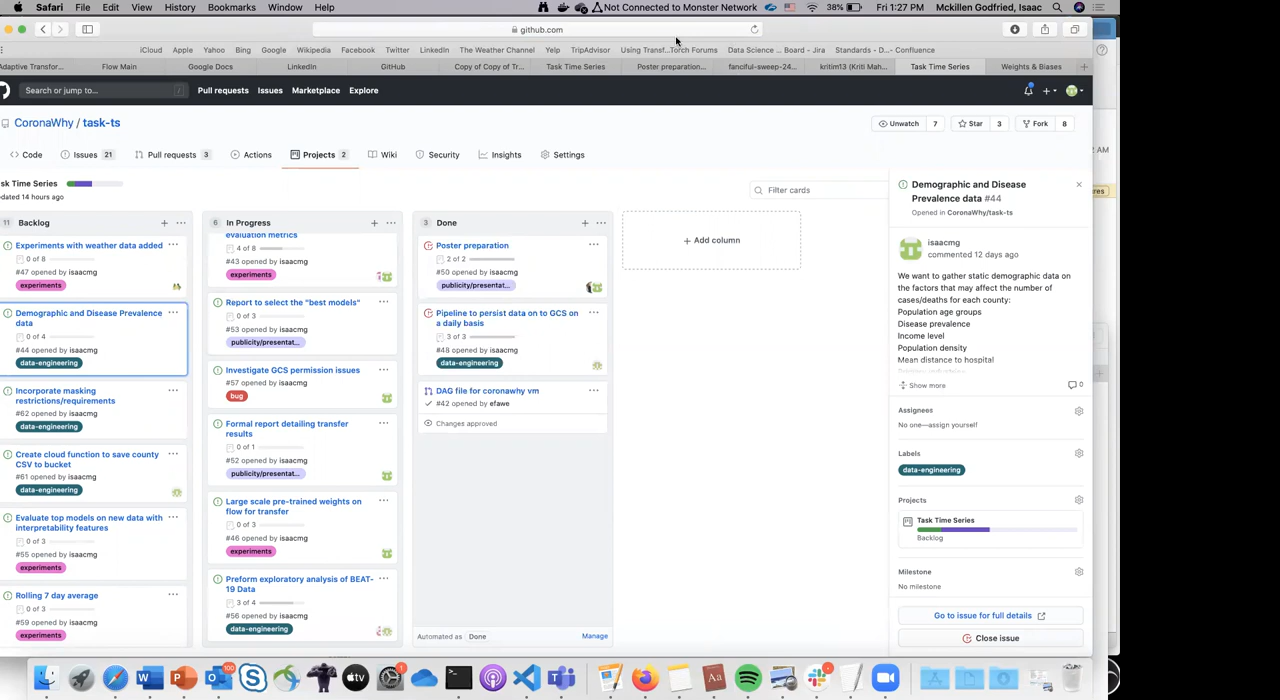 Safari File Edit View History Bookmarks Window Help
Not Connected to Monster Network 38% Fri 1:27 PM Mckillen Godfried, Isaac
github.com
iCloud Apple Yahoo Bing Google Wikipedia Facebook Twitter LinkedIn The Weather Channel Yelp TripAdvisor Using Transf...Torch Forums Data Science ... Board - Jira Standards - D...- Confluence
Adaptive Transfor... Flow Main Google Docs LinkedIn GitHub Copy of Copy of Tr... Task Time Series Poster preparation... fanciful-sweep-24... kritim13 (Kriti Mah... Task Time Series Weights & Biases
Search or jump to... / Pull requests Issues Marketplace Explore
CoronaWhy / task-ts
Unwatch 7 Star 3 Fork 8
Code Issues 21 Pull requests 3 Actions Projects 2 Wiki Security Insights Settings
2 AM
sk Time Series
dated 14 hours ago
Filter cards
res
11 Backlog
Experiments with weather data added
0 of 8
#47 opened by isaacmg
experiments
Demographic and Disease Prevalence
data
0 of 4
#44 opened by isaacmg
data-engineering
Incorporate masking
restrictions/requirements
#62 opened by isaacmg
data-engineering
Create cloud function to save county
CSV to bucket
#61 opened by isaacmg
data-engineering
Evaluate top models on new data with
interpretability features
0 of 3
#55 opened by isaacmg
experiments
Rolling 7 day average
0 of 3
#59 opened by isaacmg
experiments
6 In Progress
evaluation metrics
4 of 8
#43 opened by isaacmg
experiments
Report to select the "best models"
0 of 3
#53 opened by isaacmg
publicity/presentat...
Investigate GCS permission issues
#57 opened by isaacmg
bug
Formal report detailing transfer
results
0 of 1
#52 opened by isaacmg
publicity/presentat...
Large scale pre-trained weights on
flow for transfer
0 of 3
#46 opened by isaacmg
experiments
Preform exploratory analysis of BEAT-
19 Data
3 of 4
#56 opened by isaacmg
data-engineering
3 Done
Poster preparation
2 of 2
#50 opened by isaacmg
publicity/presentat...
Pipeline to persist data on to GCS on
a daily basis
3 of 3
#48 opened by isaacmg
data-engineering
DAG file for coronawhy vm
#42 opened by efawe
Changes approved
Automated as Done Manage
Add column
Demographic and Disease
Prevalence data #44
Opened in CoronaWhy/task-ts
isaacmg
commented 12 days ago
We want to gather static demographic data on
the factors that may affect the number of
cases/deaths for each county:
Population age groups
Disease prevalence
Income level
Population density
Mean distance to hospital
Show more 0
Assignees
No one—assign yourself
Labels
data-engineering
Projects
Task Time Series
Backlog
Milestone
No milestone
Go to issue for full details
Close issue
100
1
tv
Aa